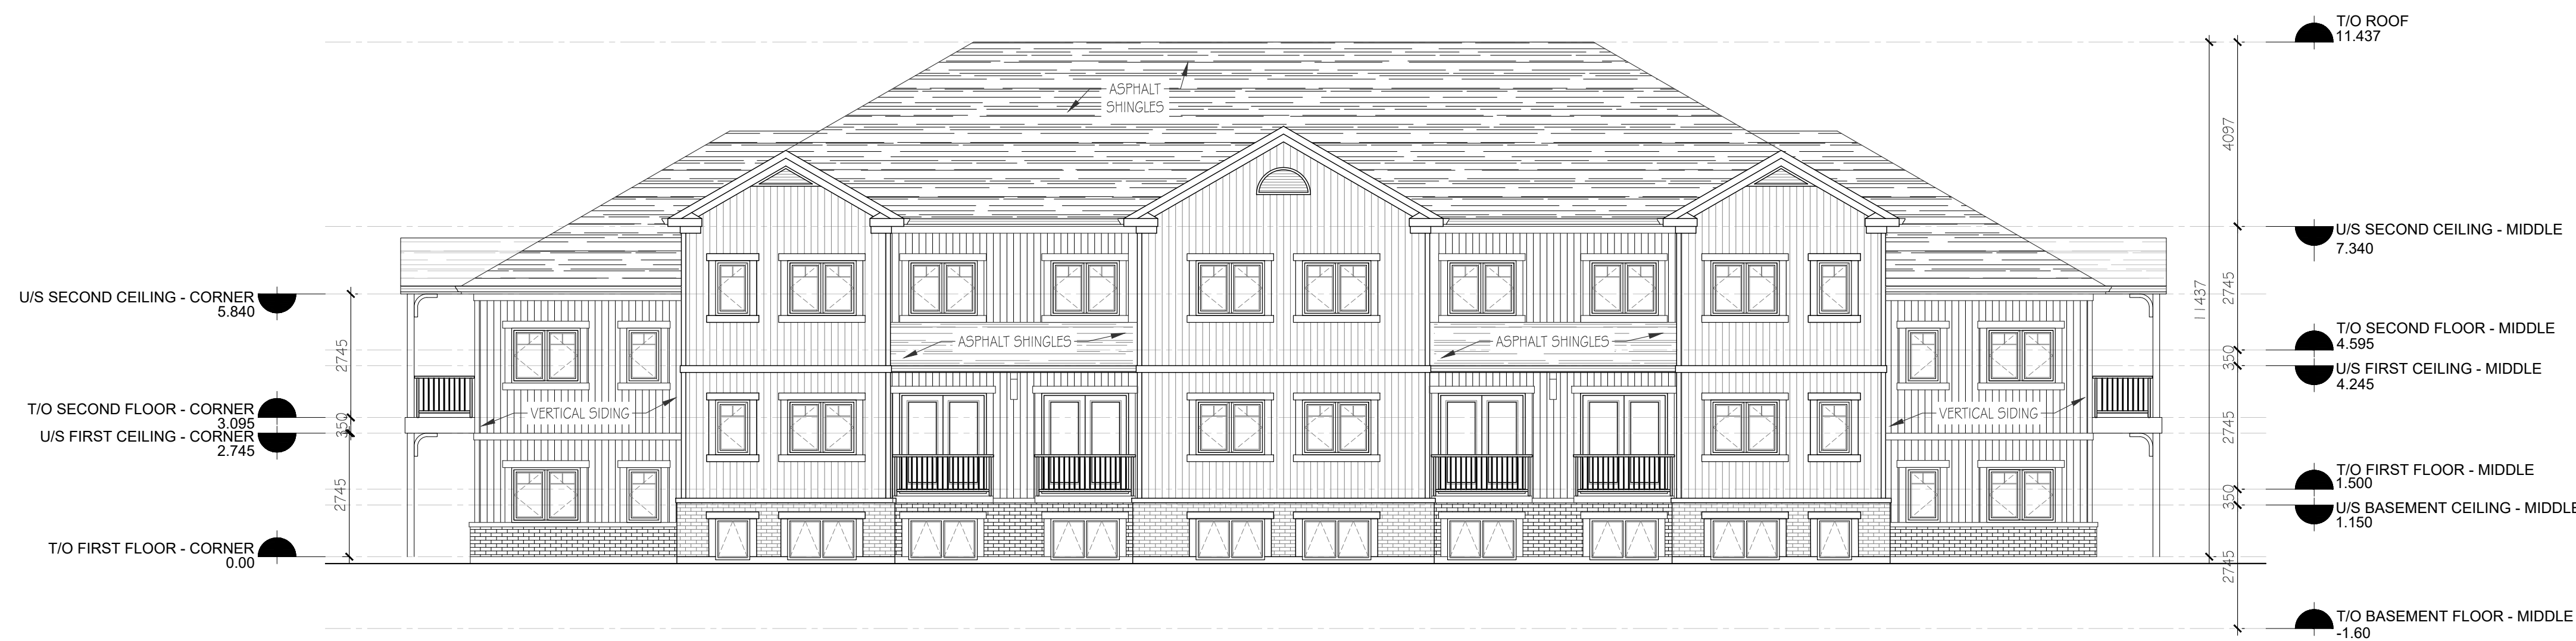 T/O ROOF
11.437
ASPHALT
SHINGLES
4097
U/S SECOND CEILING - MIDDLE
7.340
U/S SECOND CEILING - CORNER
5.840
11437
2745
T/O SECOND FLOOR - MIDDLE
4.595
ASPHALT SHINGLES
ASPHALT SHINGLES
2745
350
U/S FIRST CEILING - MIDDLE
4.245
T/O SECOND FLOOR - CORNER
3.095
VERTICAL SIDING
VERTICAL SIDING
350
2745
U/S FIRST CEILING - CORNER
2.745
T/O FIRST FLOOR - MIDDLE
1.500
2745
350
U/S BASEMENT CEILING - MIDDLE
1.150
T/O FIRST FLOOR - CORNER
0.00
2745
T/O BASEMENT FLOOR - MIDDLE
-1.60